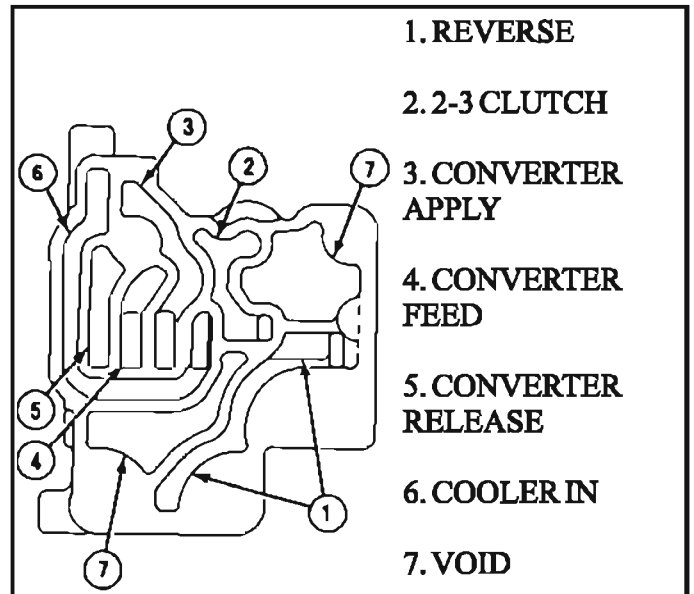 1. REVERSE
2. 2-3 CLUTCH
3. CONVERTER
APPLY
4. CONVERTER
FEED
5. CONVERTER
RELEASE
6. COOLER IN
7. VOID
3
6
2
7
5
4
1
7